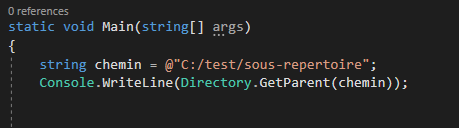 0 references
static void Main(string[] args)
{
string chemin = @"C:/test/sous-repertoire";
Console.WriteLine(Directory.GetParent(chemin));